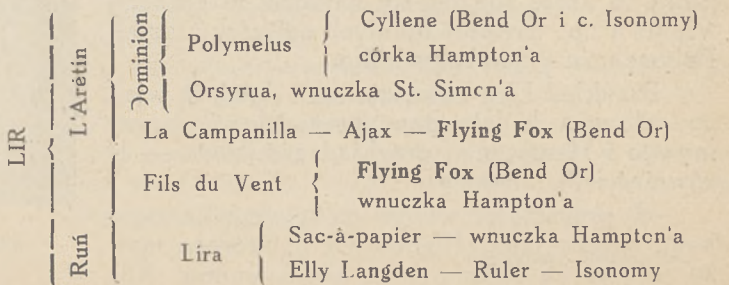 LIR
L'Arétin
Dominion
Polymelus
Cyllene (Bend Or i c. Isonomy)
córka Hampton'a
Orsyrua, wnuczka St. Simcn'a
La Campanilla — Ajax — Flying Fox (Bend Or)
Ruń
Fils du Vent
Flying Fox (Bend Or)
wnuczka Hampton'a
Lira
Sac-à-papier — wnuczka Hamptcn'a
Elly Langden — Ruler — Isonomy